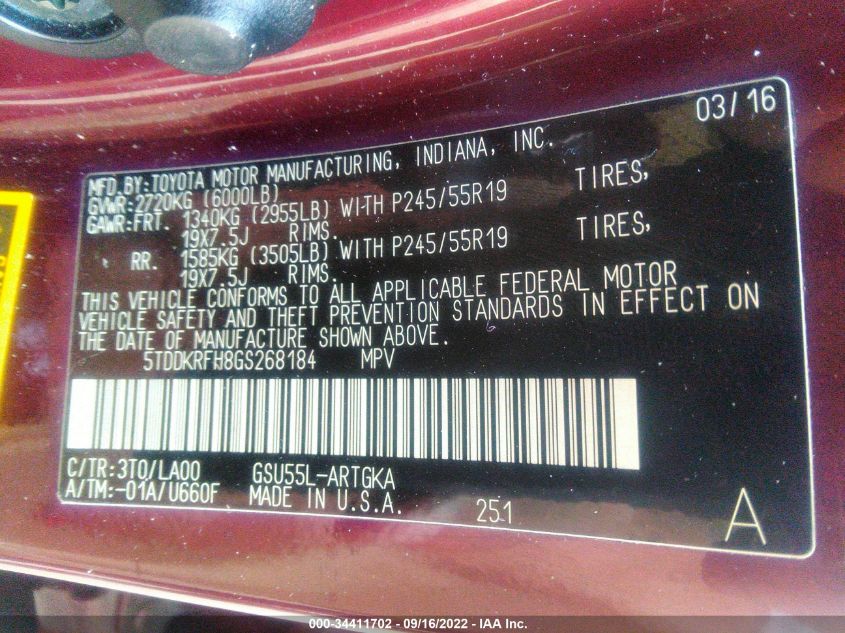 03/16
MFD.BY:TOYOTA MOTOR MANUFACTURING, INDIANA, INC.
GVWR:2720KG (6000LB)
GAWR:FRT. 1340KG (2955LB) WITH P245/55R19 TIRES,
19X7.5J RIMS.
RR. 1585KG (3505LB) WITH P245/55R19 TIRES,
19X7.5J RIMS.
THIS VEHICLE CONFORMS TO ALL APPLICABLE FEDERAL MOTOR
VEHICLE SAFETY AND THEFT PREVENTION STANDARDS IN EFFECT ON
THE DATE OF MANUFACTURE SHOWN ABOVE.
5TDDKRFH8GS268184 MPV
C/TR:3T0/LA00 GSU55L-ARTGKA
A/TM:-01A/U660F MADE IN U.S.A. 251
A
000-34411702 - 09/16/2022 - IAA Inc.